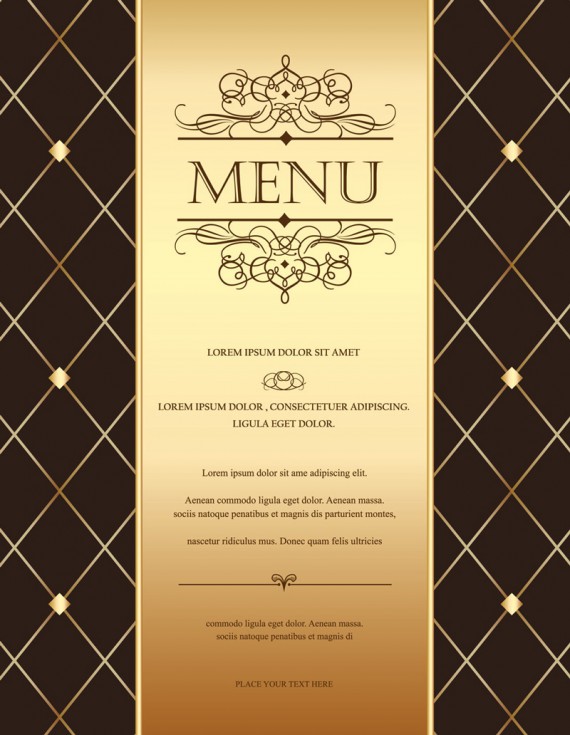 MENU
LOREM IPSUM DOLOR SIT AMET
LOREM IPSUM DOLOR , CONSECTETUER ADIPISCING.
LIGULA EGET DOLOR.
Lorem ipsum dolor sit ame adipiscing elit.
Aenean commodo ligula eget dolor. Aenean massa.
sociis natoque penatibus et magnis dis parturient montes,
nascetur ridiculus mus. Donec quam felis ultricies
commodo ligula eget dolor. Aenean massa.
sociis natoque penatibus et magnis di
PLACE YOUR TEXT HERE